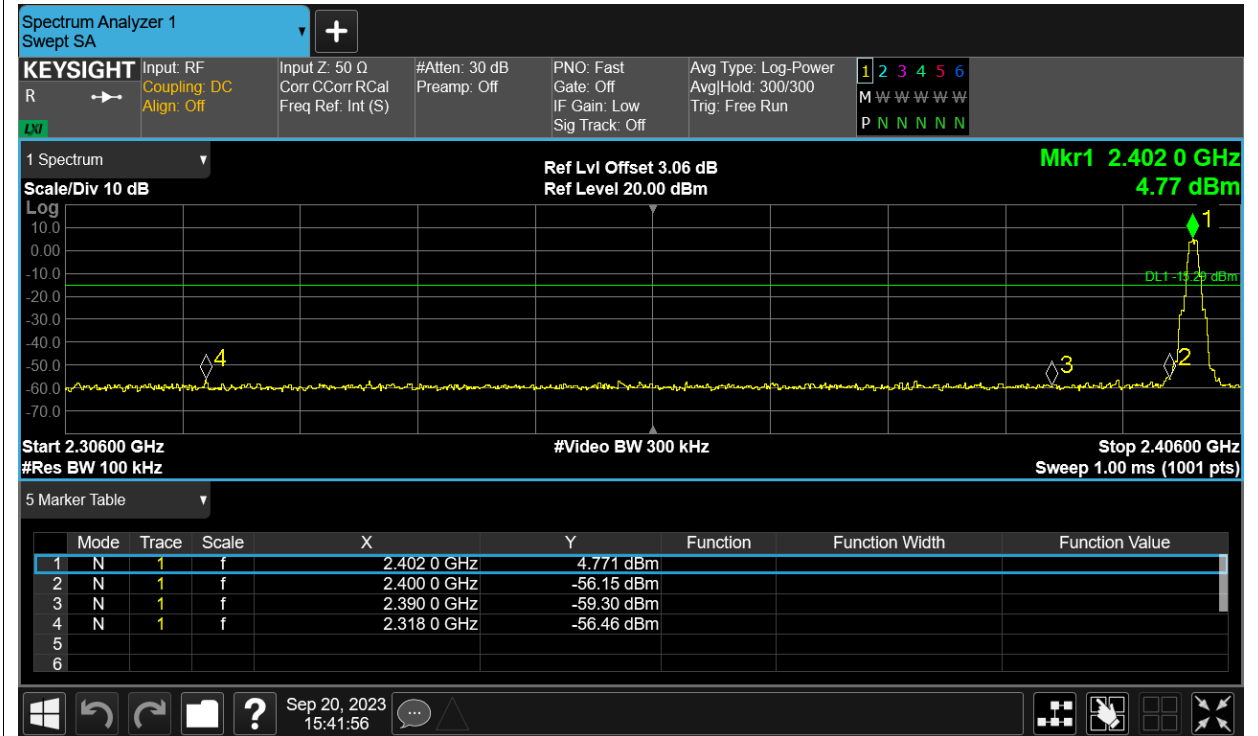 Spectrum Analyzer 1
Swept SA
+
KEYSIGHT Input: RF Input Z: 50 Ω #Atten: 30 dB PNO: Fast Avg Type: Log-Power 1 2 3 4 5 6
R Coupling: DC Corr CCorr RCal Preamp: Off Gate: Off Avg|Hold: 300/300 M W W W W W W
Align: Off Freq Ref: Int (S) IF Gain: Low Trig: Free Run
LXI Sig Track: Off P N N N N N N
1 Spectrum Ref Lvl Offset 3.06 dB Mkr1 2.402 0 GHz
Scale/Div 10 dB Ref Level 20.00 dBm 4.77 dBm
Log
10.0 1
0.00
-10.0 DL1 -15.29 dBm
-20.0
-30.0
-40.0
-50.0 4 3 2
-60.0
-70.0
Start 2.30600 GHz #Video BW 300 kHz Stop 2.40600 GHz
#Res BW 100 kHz Sweep 1.00 ms (1001 pts)
5 Marker Table
Mode Trace Scale X Y Function Function Width Function Value
1 N 1 f 2.402 0 GHz 4.771 dBm
2 N 1 f 2.400 0 GHz -56.15 dBm
3 N 1 f 2.390 0 GHz -59.30 dBm
4 N 1 f 2.318 0 GHz -56.46 dBm
5
6
? Sep 20, 2023
15:41:56